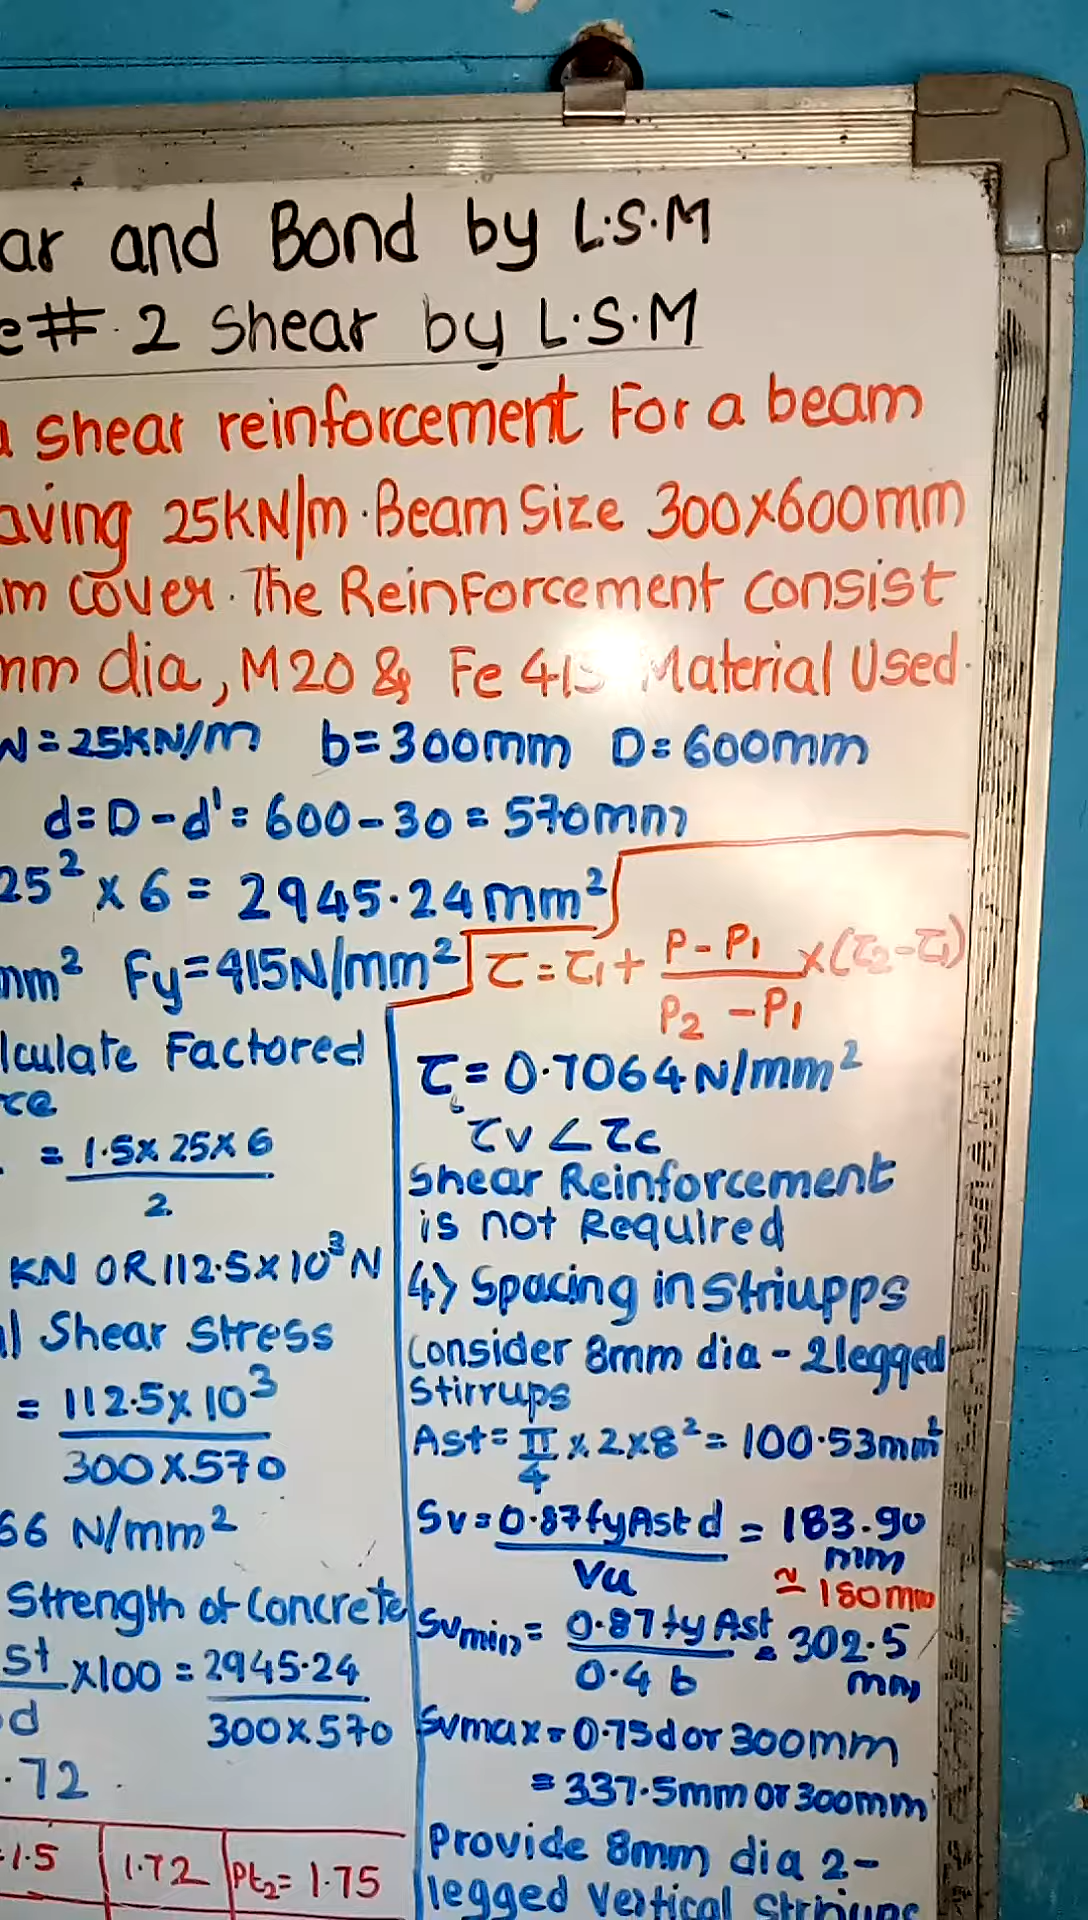 ar and Bond by L.S.M
e#.2 Shear by L.S.M
a shear reinforcement For a beam
aving 25KN/m.Beam Size 300x600mm
m cover. The Reinforcement consist
mm dia, M20 & Fe 415 Material Used.
W=25KN/m b=300mm D=600mm
d=D-d'=600-30=570mm
25² x 6 = 2945.24mm²
mm² Fy=415N/mm²
lculate Factored
rce
= 1.5x 25x 6
2
KN OR 112.5x10³N
al Shear Stress
= 112.5x10³
300x570
66 N/mm²
Strength of Concrete
st x100 = 2945.24
bd 300x570
.72
=1.5 1.72 Pt₂= 1.75
τ=τ₁+ P-P₁ x(τ₂-τ₁)
P₂-P₁
τc=0.7064N/mm²
τv<τc
Shear Reinforcement
is not Required
4) Spacing in Striupps
Consider 8mm dia - 2legged
Stirrups
Ast= π x 2x8²= 100.53mm²
4
Sv=0.87fyAst d = 183.90
Vu mm
≃ 180mm
Svmin= 0.87fy Ast = 302.5
0.4 b mm
Svmax=0.75d or 300mm
= 337.5mm or 300mm
Provide 8mm dia 2-
legged Vertical Striups